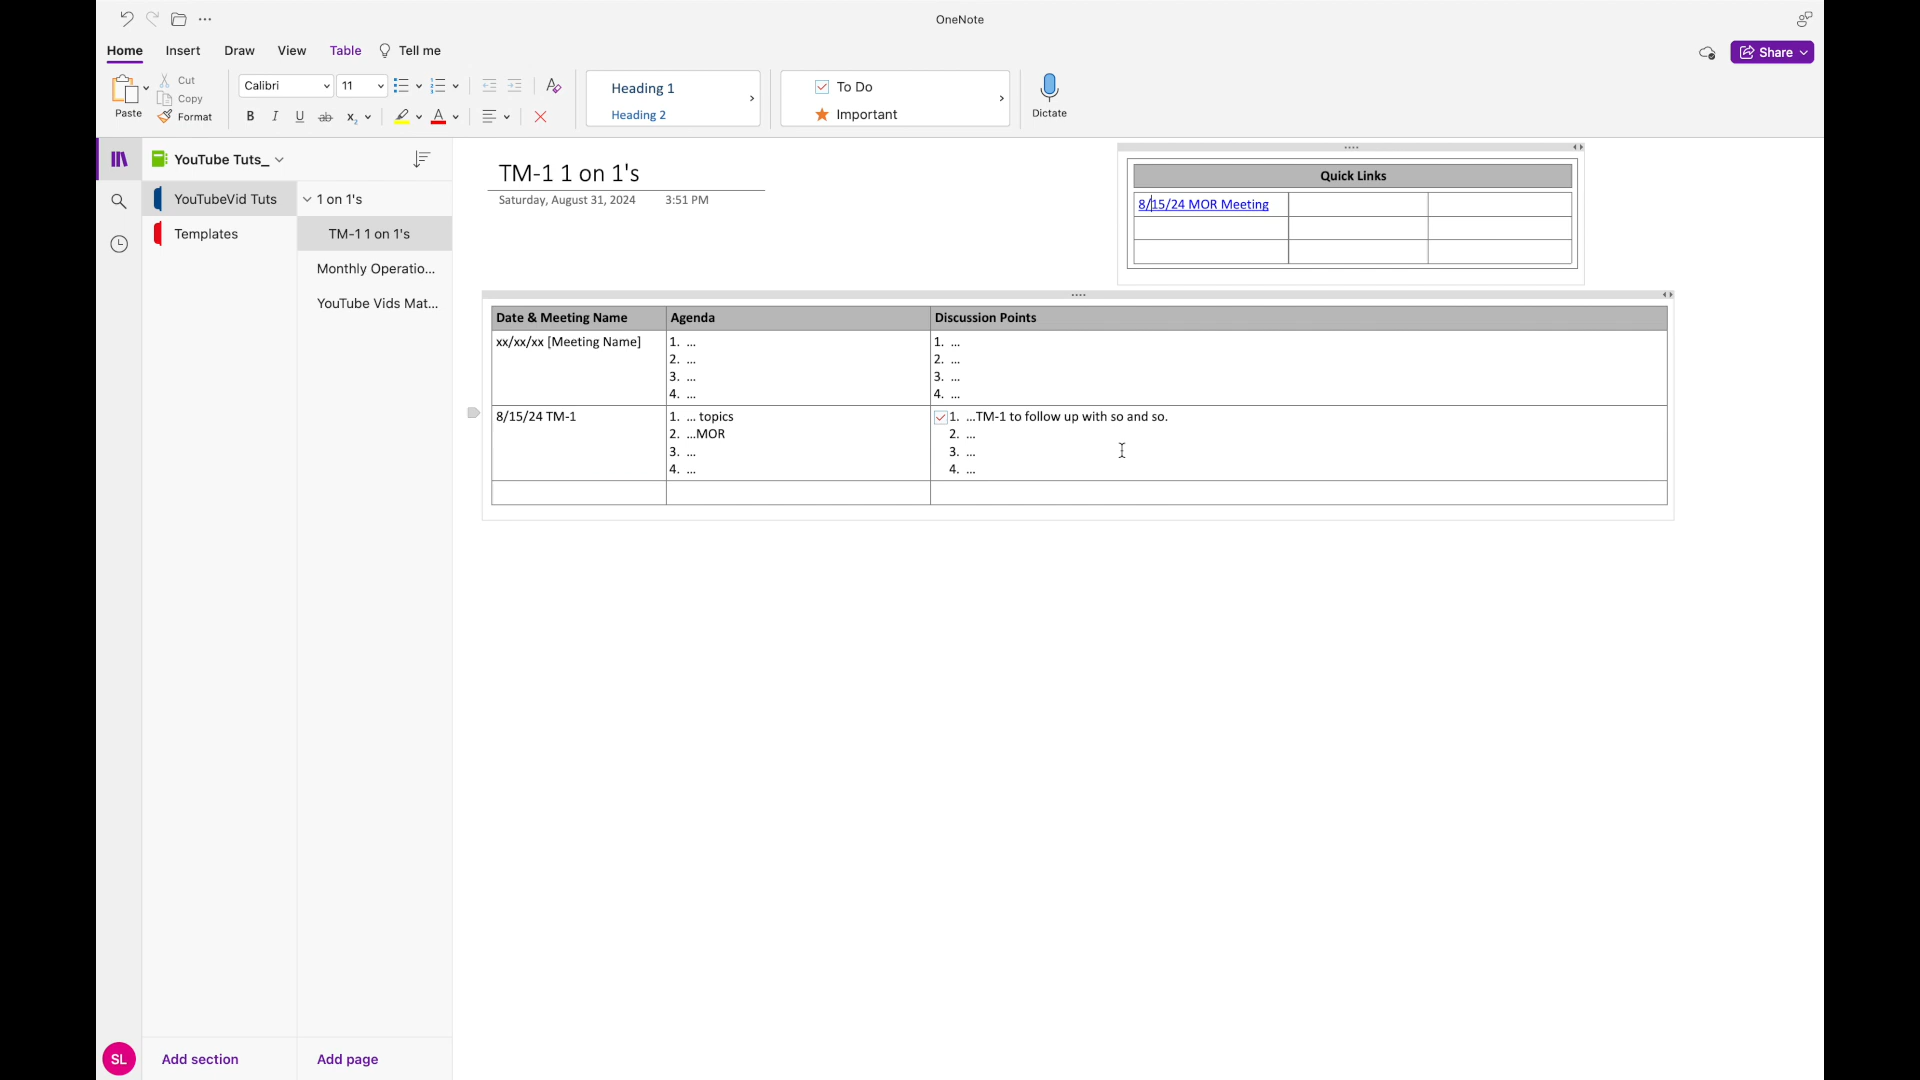 OneNote
Home Insert Draw View Table Tell me
Share
Paste
Cut
Copy
Format
Calibri 11
B I U ab x₂ A
Heading 1
Heading 2
To Do
Important
Dictate
YouTube Tuts_
YouTubeVid Tuts
Templates
1 on 1's
TM-1 1 on 1's
Monthly Operatio...
YouTube Vids Mat...
TM-1 1 on 1's
Saturday, August 31, 2024 3:51 PM
Quick Links
8/15/24 MOR Meeting
Date & Meeting Name Agenda Discussion Points
xx/xx/xx [Meeting Name]
1. ...
2. ...
3. ...
4. ...
1. ...
2. ...
3. ...
4. ...
8/15/24 TM-1
1. ... topics
2. ...MOR
3. ...
4. ...
1. ...TM-1 to follow up with so and so.
2. ...
3. ...
4. ...
SL
Add section
Add page